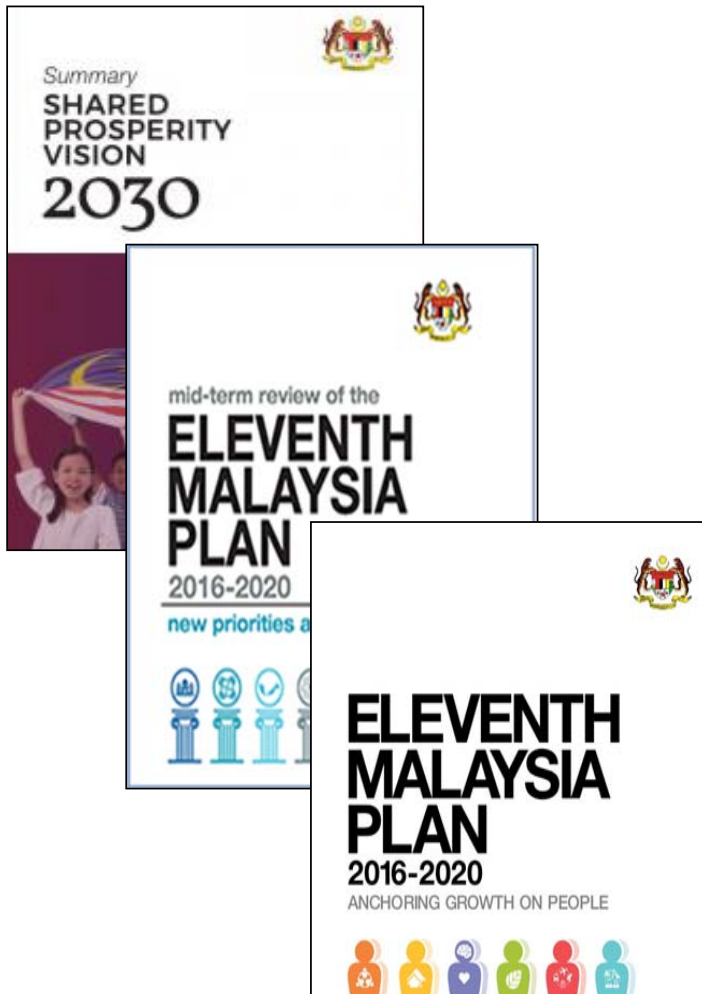 Summary
SHARED
PROSPERITY
VISION
2030
mid-term review of the
ELEVENTH
MALAYSIA
PLAN
2016-2020
new priorities a
ELEVENTH
MALAYSIA
PLAN
2016-2020
ANCHORING GROWTH ON PEOPLE